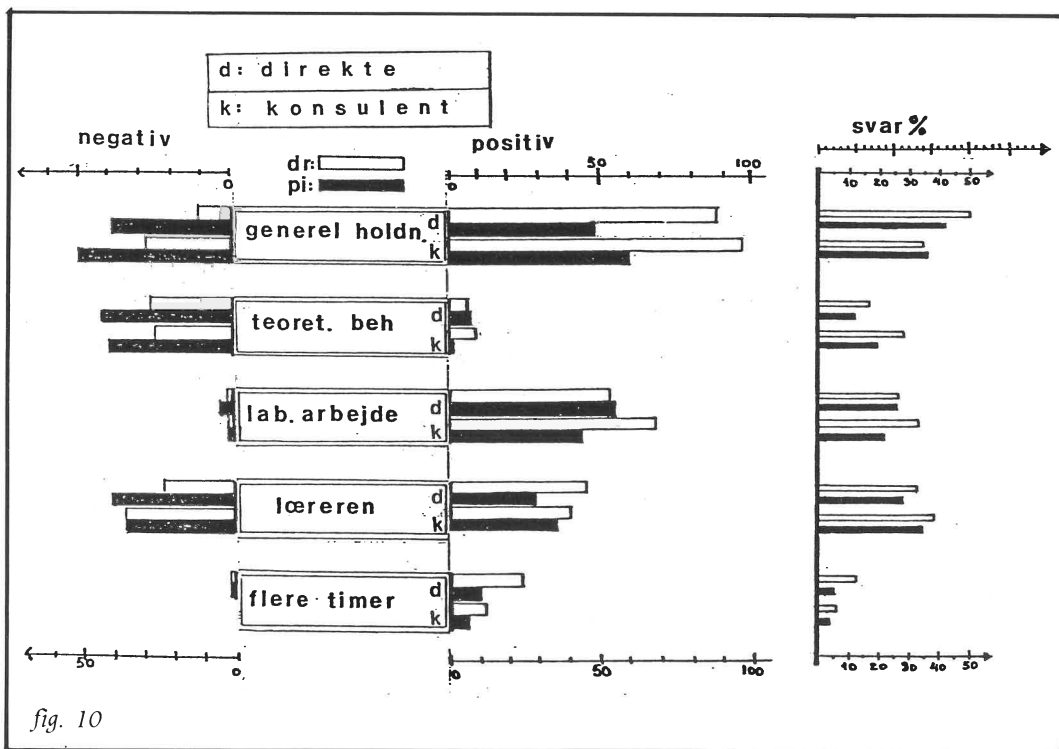 d: direkte
k: konsulent
negativ
positiv
svar %
dr:
pi:
0
0
50
100
10 20 30 40 50
generel holdn. d
k
teoret. beh d
k
lab. arbejde d
k
læreren d
k
flere timer d
k
50
0
0
50
100
10 20 30 40 50
fig. 10